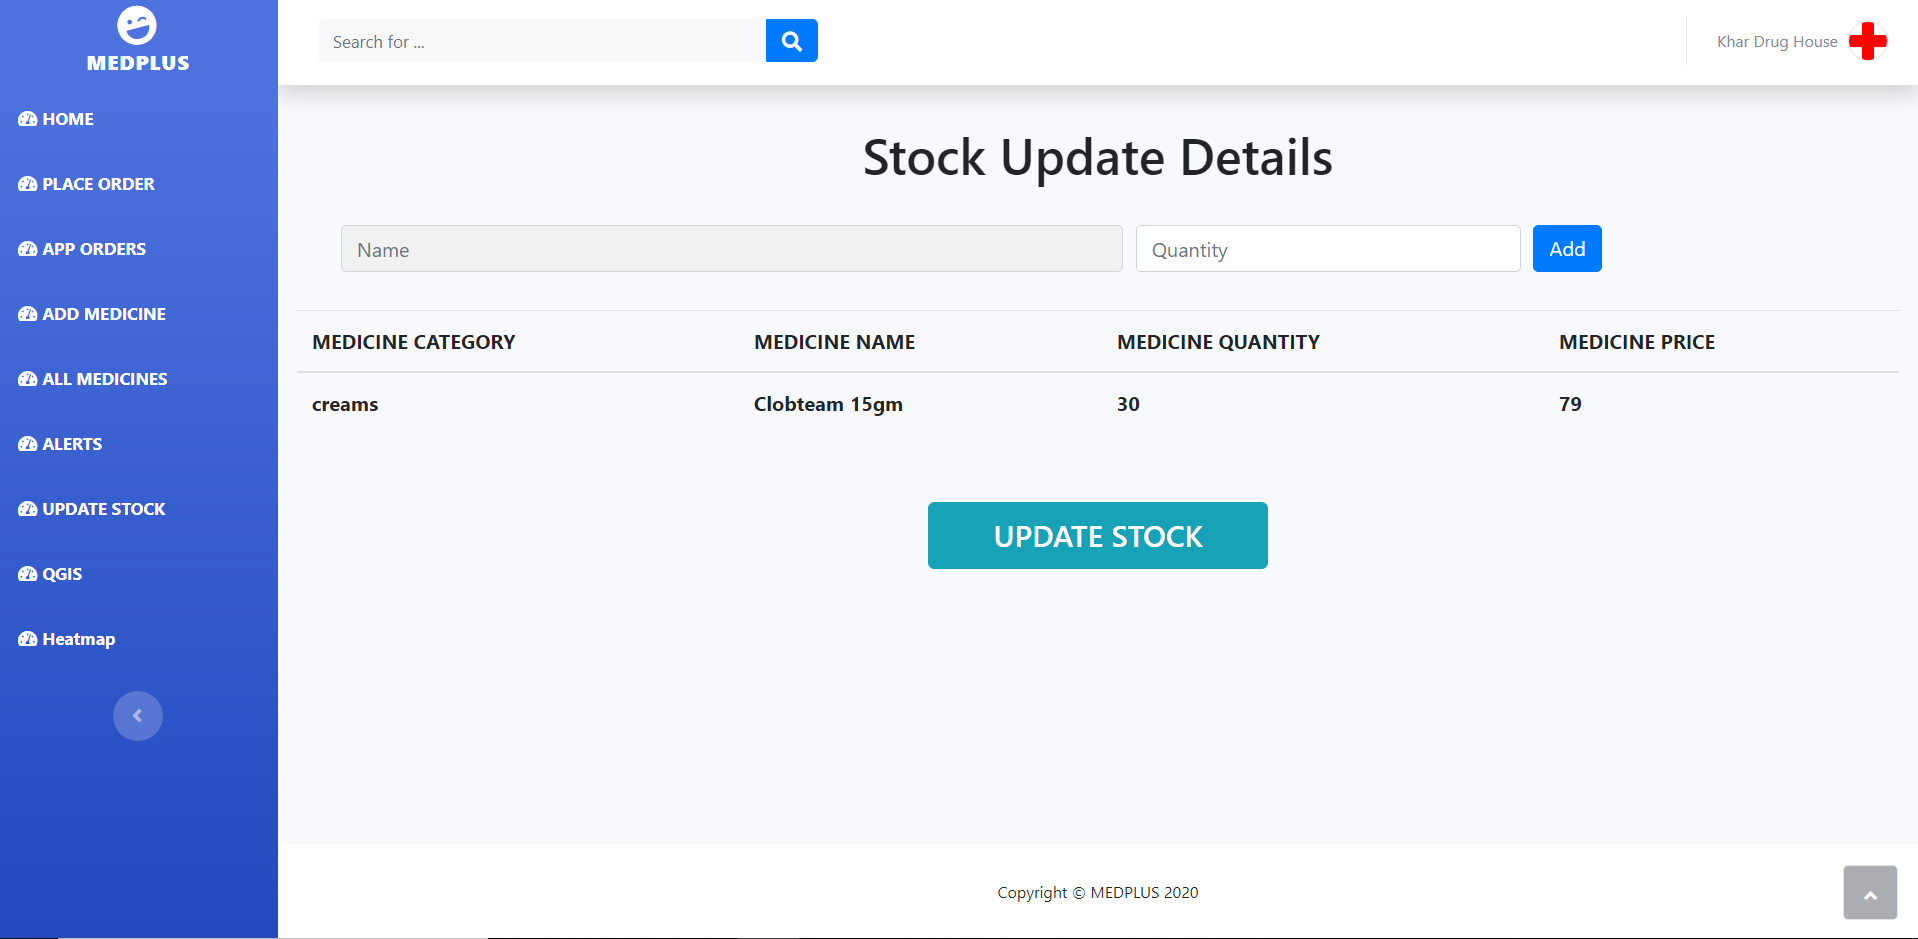 MEDPLUS
HOME
PLACE ORDER
APP ORDERS
ADD MEDICINE
ALL MEDICINES
ALERTS
UPDATE STOCK
QGIS
Heatmap
Search for ...
Khar Drug House
Stock Update Details
Name Quantity Add
MEDICINE CATEGORY MEDICINE NAME MEDICINE QUANTITY MEDICINE PRICE
creams Clobteam 15gm 30 79
UPDATE STOCK
Copyright © MEDPLUS 2020